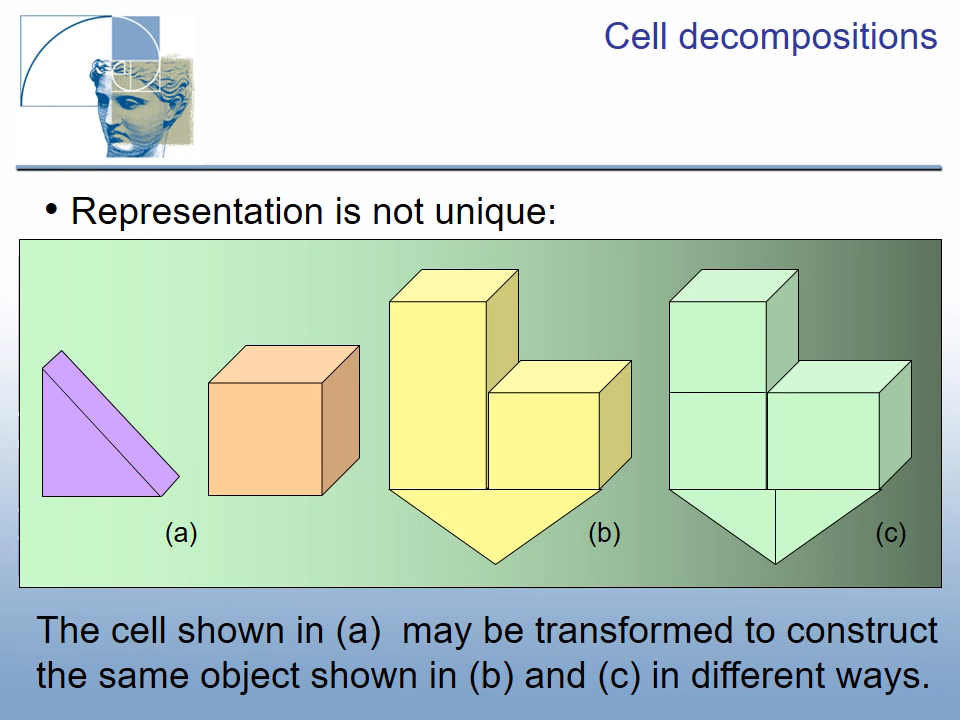 Cell decompositions
• Representation is not unique:
(a)
(b)
(c)
The cell shown in (a)  may be transformed to construct
the same object shown in (b) and (c) in different ways.